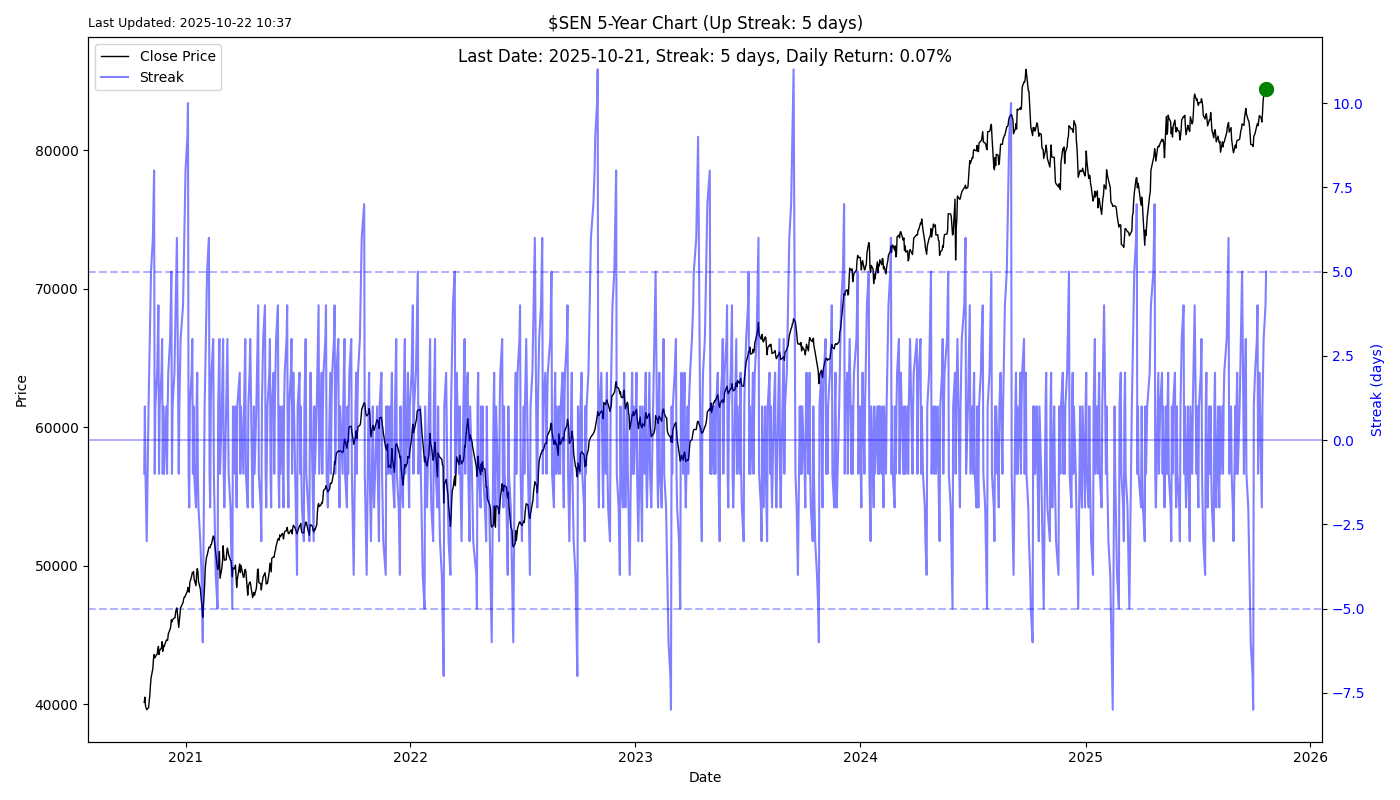 Last Updated: 2025-10-22 10:37
$SEN 5-Year Chart (Up Streak: 5 days)
Last Date: 2025-10-21, Streak: 5 days, Daily Return: 0.07%
Close Price
Streak
80000
70000
60000
50000
40000
Price
10.0
7.5
5.0
2.5
0.0
−2.5
−5.0
−7.5
Streak (days)
2021
2022
2023
2024
2025
2026
Date